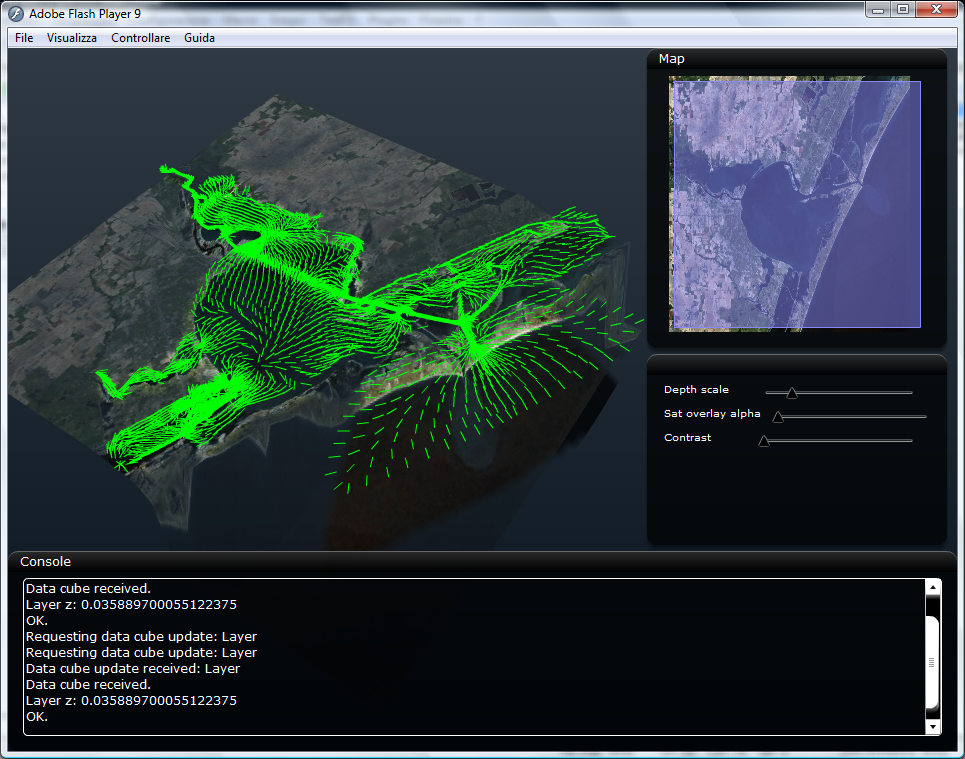 Adobe Flash Player 9
File Visualizza Controllare Guida
Map
Depth scale
Sat overlay alpha
Contrast
Console
Data cube received.
Layer z: 0.035889700055122375
OK.
Requesting data cube update: Layer
Requesting data cube update: Layer
Data cube update received: Layer
Data cube received.
Layer z: 0.035889700055122375
OK.